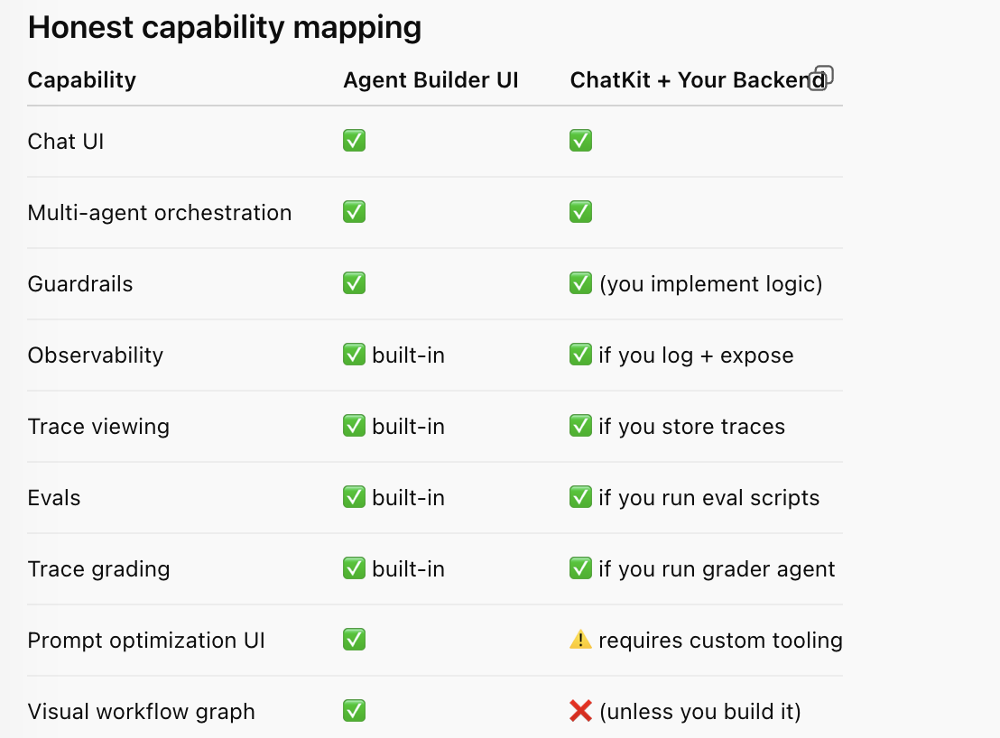 Honest capability mapping
Capability Agent Builder UI ChatKit + Your Backend
Chat UI ✅ ✅
Multi-agent orchestration ✅ ✅
Guardrails ✅ ✅ (you implement logic)
Observability ✅ built-in ✅ if you log + expose
Trace viewing ✅ built-in ✅ if you store traces
Evals ✅ built-in ✅ if you run eval scripts
Trace grading ✅ built-in ✅ if you run grader agent
Prompt optimization UI ✅ ⚠️ requires custom tooling
Visual workflow graph ✅ ❌ (unless you build it)